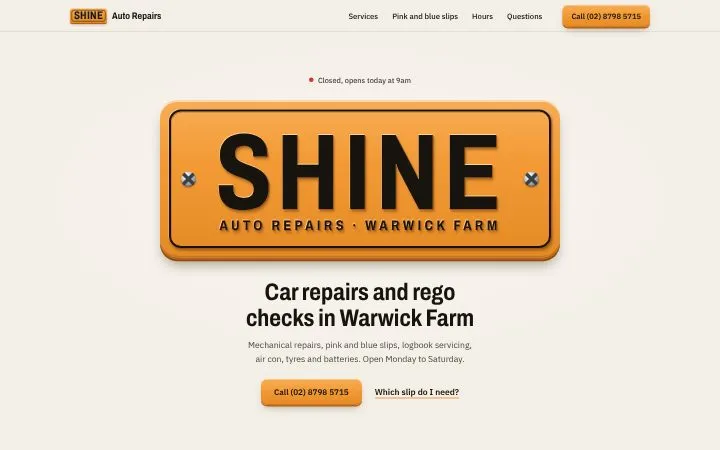 SHINE Auto Repairs
Services Pink and blue slips Hours Questions Call (02) 8798 5715
Closed, opens today at 9am
SHINE
AUTO REPAIRS · WARWICK FARM
Car repairs and rego
checks in Warwick Farm
Mechanical repairs, pink and blue slips, logbook servicing,
air con, tyres and batteries. Open Monday to Saturday.
Call (02) 8798 5715 Which slip do I need?